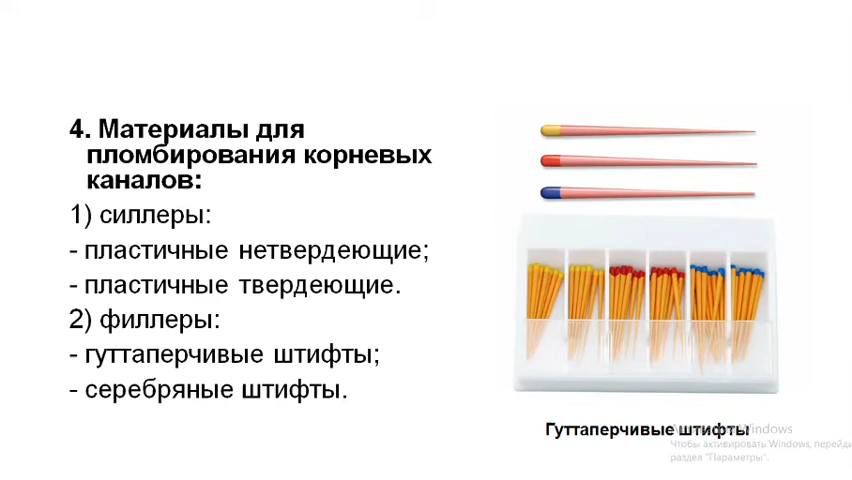 4. Материалы для
пломбирования корневых
каналов:
1) силлеры:
- пластичные нетвердеющие;
- пластичные твердеющие.
2) филлеры:
- гуттаперчивые штифты;
- серебряные штифты.
Гуттаперчивые штифты
Windows
Чтобы активировать Windows, перейди
раздел "Параметры".